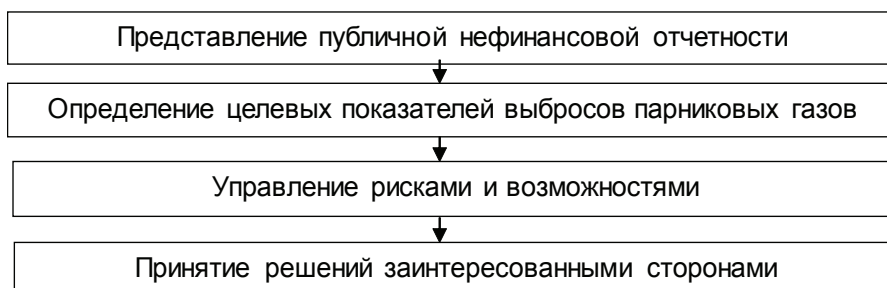 Представление публичной нефинансовой отчетности
Определение целевых показателей выбросов парниковых газов
Управление рисками и возможностями
Принятие решений заинтересованными сторонами